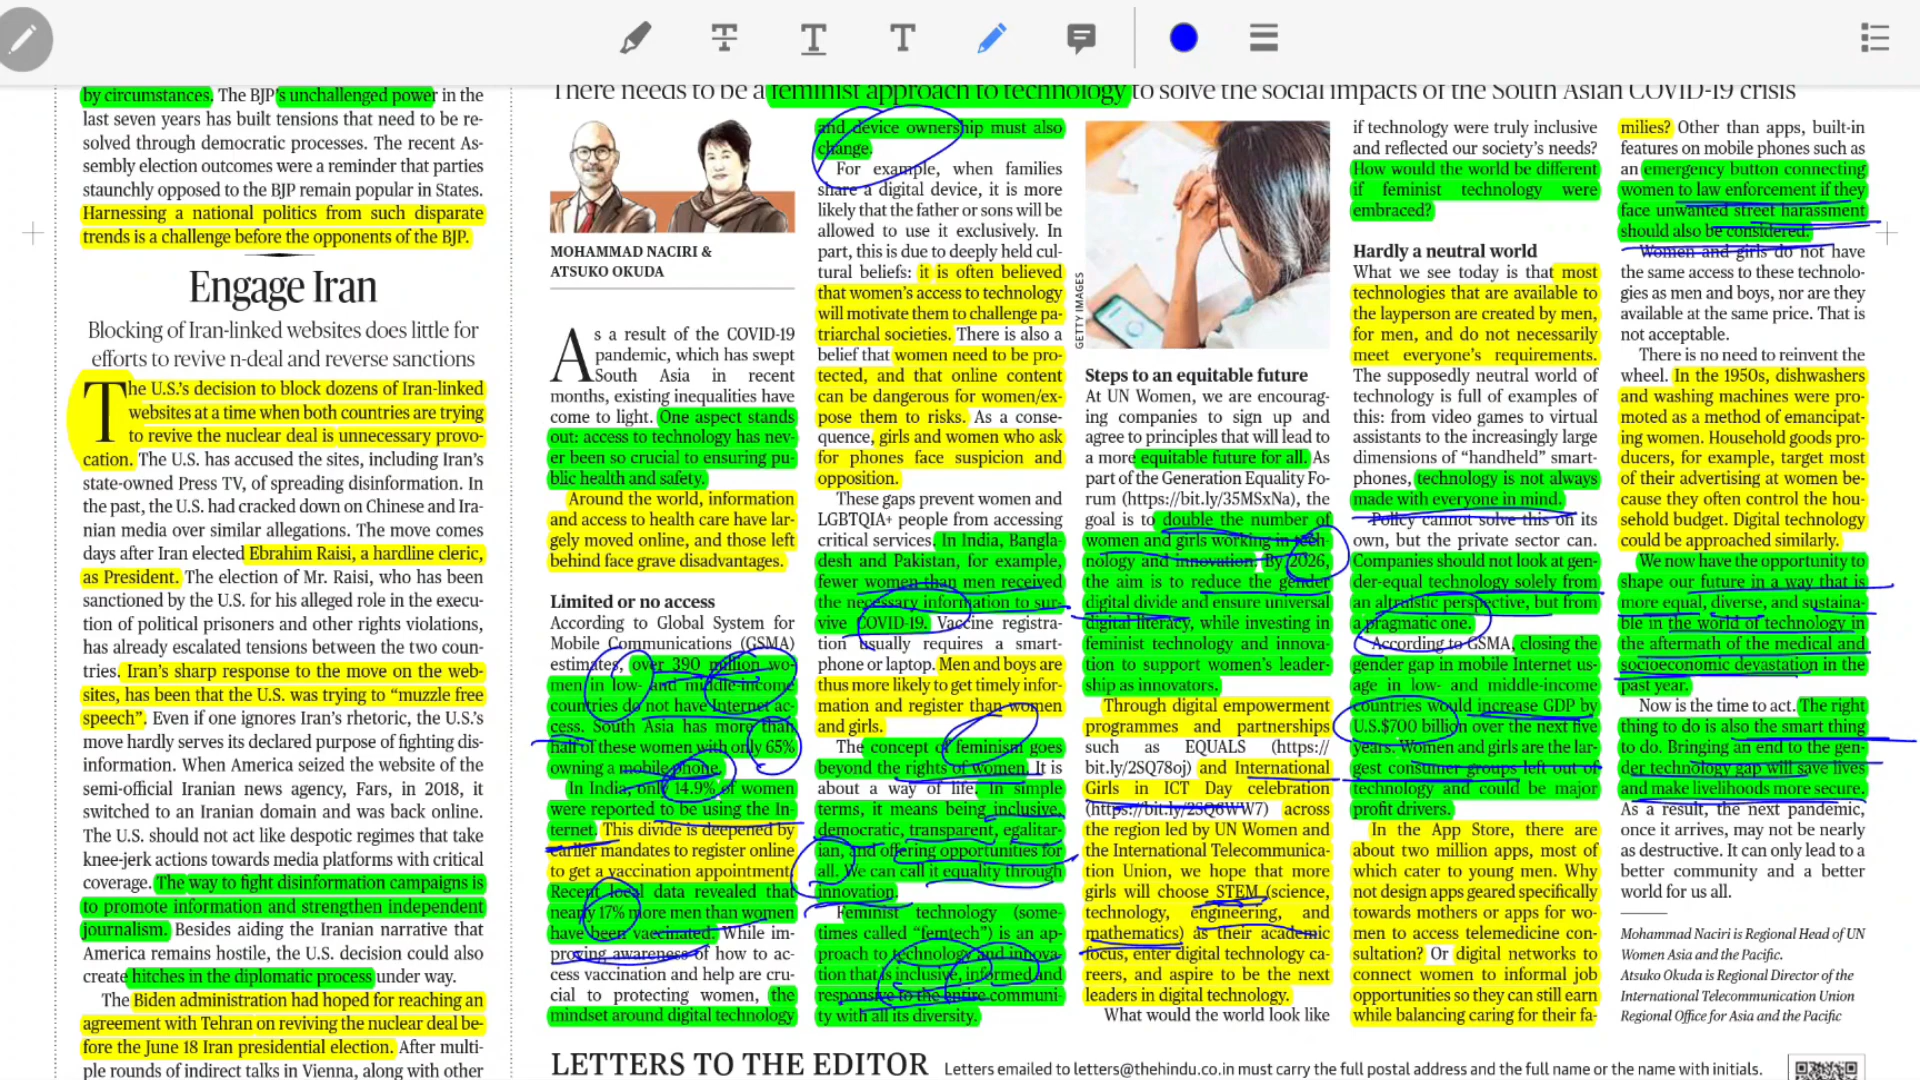 by circumstances. The BJP's unchallenged power in the
last seven years has built tensions that need to be re-
solved through democratic processes. The recent As-
sembly election outcomes were a reminder that parties
staunchly opposed to the BJP remain popular in States.
Harnessing a national politics from such disparate
trends is a challenge before the opponents of the BJP.
Engage Iran
Blocking of Iran-linked websites does little for
efforts to revive n-deal and reverse sanctions
The U.S.'s decision to block dozens of Iran-linked
websites at a time when both countries are trying
to revive the nuclear deal is unnecessary provo-
cation. The U.S. has accused the sites, including Iran's
state-owned Press TV, of spreading disinformation. In
the past, the U.S. had cracked down on Chinese and Ira-
nian media over similar allegations. The move comes
days after Iran elected Ebrahim Raisi, a hardline cleric,
as President. The election of Mr. Raisi, who has been
sanctioned by the U.S. for his alleged role in the execu-
tion of political prisoners and other rights violations,
has already escalated tensions between the two coun-
tries. Iran's sharp response to the move on the web-
sites, has been that the U.S. was trying to “muzzle free
speech”. Even if one ignores Iran's rhetoric, the U.S.'s
move hardly serves its declared purpose of fighting dis-
information. When America seized the website of the
semi-official Iranian news agency, Fars, in 2018, it
switched to an Iranian domain and was back online.
The U.S. should not act like despotic regimes that take
knee-jerk actions towards media platforms with critical
coverage. The way to fight disinformation campaigns is
to promote information and strengthen independent
journalism. Besides aiding the Iranian narrative that
America remains hostile, the U.S. decision could also
create hitches in the diplomatic process under way.
The Biden administration had hoped for reaching an
agreement with Tehran on reviving the nuclear deal be-
fore the June 18 Iran presidential election. After multi-
ple rounds of indirect talks in Vienna, along with other
There needs to be a feminist approach to technology to solve the social impacts of the South Asian COVID-19 crisis
MOHAMMAD NACIRI &
ATSUKO OKUDA
As a result of the COVID-19
pandemic, which has swept
South Asia in recent
months, existing inequalities have
come to light. One aspect stands
out: access to technology has nev-
er been so crucial to ensuring pu-
blic health and safety.
Around the world, information
and access to health care have lar-
gely moved online, and those left
behind face grave disadvantages.
Limited or no access
According to Global System for
Mobile Communications (GSMA)
estimates, over 390 million wo-
men in low- and middle-income
countries do not have Internet ac-
cess. South Asia has more than
half of these women with only 65%
owning a mobile phone.
In India, only 14.9% of women
were reported to be using the In-
ternet. This divide is deepened by
earlier mandates to register online
to get a vaccination appointment.
Recent local data revealed that
nearly 17% more men than women
have been vaccinated. While im-
proving awareness of how to ac-
cess vaccination and help are cru-
cial to protecting women, the
mindset around digital technology
and device ownership must also
change.
For example, when families
share a digital device, it is more
likely that the father or sons will be
allowed to use it exclusively. In
part, this is due to deeply held cul-
tural beliefs: it is often believed
that women's access to technology
will motivate them to challenge pa-
triarchal societies. There is also a
belief that women need to be pro-
tected, and that online content
can be dangerous for women/ex-
pose them to risks. As a conse-
quence, girls and women who ask
for phones face suspicion and
opposition.
These gaps prevent women and
LGBTQIA+ people from accessing
critical services. In India, Bangla-
desh and Pakistan, for example,
fewer women than men received
the necessary information to sur-
vive COVID-19. Vaccine registra-
tion usually requires a smart-
phone or laptop. Men and boys are
thus more likely to get timely infor-
mation and register than women
and girls.
The concept of feminism goes
beyond the rights of women. It is
about a way of life. In simple
terms, it means being inclusive,
democratic, transparent, egalitar-
ian, and offering opportunities for
all. We can call it equality through
innovation.
Feminist technology (some-
times called “femtech”) is an ap-
proach to technology and innova-
tion that is inclusive, informed and
responsive to the entire communi-
ty with all its diversity.
GETTY IMAGES
Steps to an equitable future
At UN Women, we are encourag-
ing companies to sign up and
agree to principles that will lead to
a more equitable future for all. As
part of the Generation Equality Fo-
rum (https://bit.ly/35MSxNa), the
goal is to double the number of
women and girls working in tech-
nology and innovation. By 2026,
the aim is to reduce the gender
digital divide and ensure universal
digital literacy, while investing in
feminist technology and innova-
tion to support women's leader-
ship as innovators.
Through digital empowerment
programmes and partnerships
such as EQUALS (https://
bit.ly/2SQ78oj) and International
Girls in ICT Day celebration
(https://bit.ly/2SQ6WW7) across
the region led by UN Women and
the International Telecommunica-
tion Union, we hope that more
girls will choose STEM (science,
technology, engineering, and
mathematics) as their academic
focus, enter digital technology ca-
reers, and aspire to be the next
leaders in digital technology.
What would the world look like
if technology were truly inclusive
and reflected our society's needs?
How would the world be different
if feminist technology were
embraced?
Hardly a neutral world
What we see today is that most
technologies that are available to
the layperson are created by men,
for men, and do not necessarily
meet everyone's requirements.
The supposedly neutral world of
technology is full of examples of
this: from video games to virtual
assistants to the increasingly large
dimensions of “handheld” smart-
phones, technology is not always
made with everyone in mind.
Policy cannot solve this on its
own, but the private sector can.
Companies should not look at gen-
der-equal technology solely from
an altruistic perspective, but from
a pragmatic one.
According to GSMA, closing the
gender gap in mobile Internet us-
age in low- and middle-income
countries would increase GDP by
U.S.$700 billion over the next five
years. Women and girls are the lar-
gest consumer groups left out of
technology and could be major
profit drivers.
In the App Store, there are
about two million apps, most of
which cater to young men. Why
not design apps geared specifically
towards mothers or apps for wo-
men to access telemedicine con-
sultation? Or digital networks to
connect women to informal job
opportunities so they can still earn
while balancing caring for their fa-
milies? Other than apps, built-in
features on mobile phones such as
an emergency button connecting
women to law enforcement if they
face unwanted street harassment
should also be considered.
Women and girls do not have
the same access to these technolo-
gies as men and boys, nor are they
available at the same price. That is
not acceptable.
There is no need to reinvent the
wheel. In the 1950s, dishwashers
and washing machines were pro-
moted as a method of emancipat-
ing women. Household goods pro-
ducers, for example, target most
of their advertising at women be-
cause they often control the hou-
sehold budget. Digital technology
could be approached similarly.
We now have the opportunity to
shape our future in a way that is
more equal, diverse, and sustaina-
ble in the world of technology in
the aftermath of the medical and
socioeconomic devastation in the
past year.
Now is the time to act. The right
thing to do is also the smart thing
to do. Bringing an end to the gen-
der technology gap will save lives
and make livelihoods more secure.
As a result, the next pandemic,
once it arrives, may not be nearly
as destructive. It can only lead to a
better community and a better
world for us all.
Mohammad Naciri is Regional Head of UN
Women Asia and the Pacific.
Atsuko Okuda is Regional Director of the
International Telecommunication Union
Regional Office for Asia and the Pacific
LETTERS TO THE EDITOR Letters emailed to letters@thehindu.co.in must carry the full postal address and the full name or the name with initials.